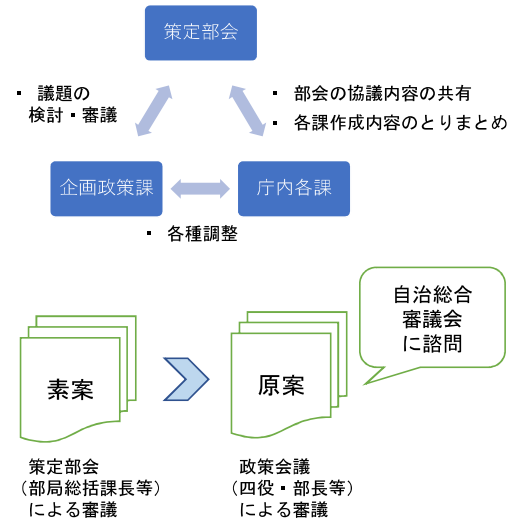 策定部会
▪ 議題の
検討・審議
▪ 部会の協議内容の共有
▪ 各課作成内容のとりまとめ
企画政策課
庁内各課
▪ 各種調整
自治総合
審議会
に諮問
素案
原案
策定部会
（部局総括課長等）
による審議
政策会議
（四役・部長等）
による審議